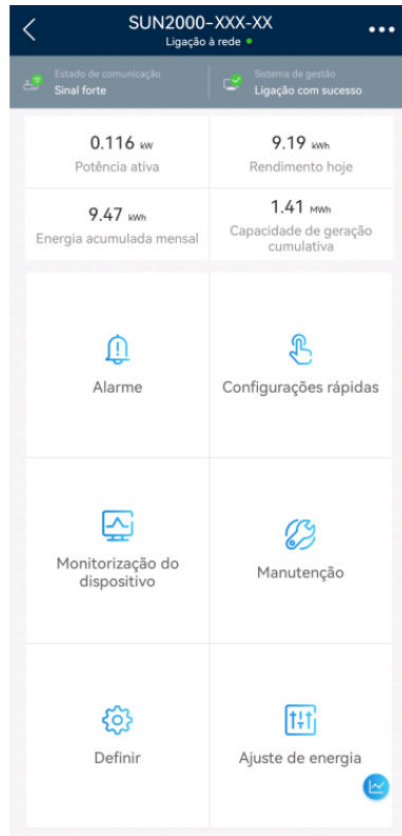 SUN2000-XXX-XX
Ligação à rede
Estado de comunicação
Sinal forte
Sistema de gestão
Ligação com sucesso
0.116 kW
Potência ativa
9.19 kWh
Rendimento hoje
9.47 kWh
Energia acumulada mensal
1.41 MWh
Capacidade de geração
cumulativa
Alarme
Configurações rápidas
Monitorização do
dispositivo
Manutenção
Definir
Ajuste de energia